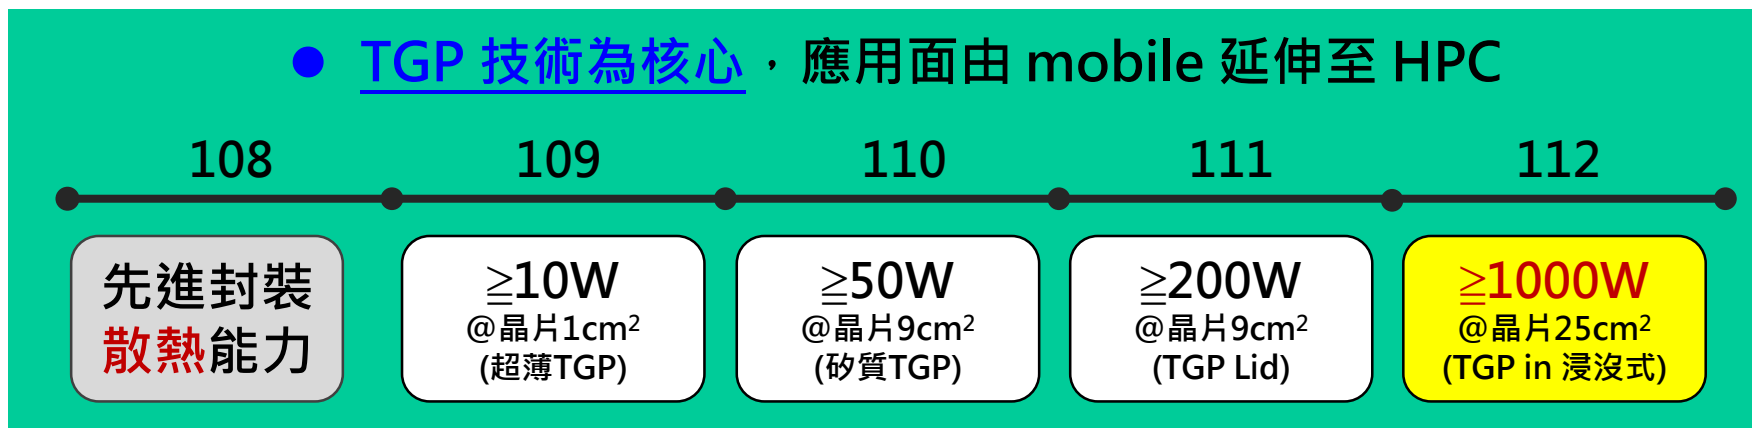 ● TGP 技術為核心，應用面由 mobile 延伸至 HPC
108 109 110 111 112
先進封裝
散熱能力
≧10W
@晶片1cm²
(超薄TGP)
≧50W
@晶片9cm²
(矽質TGP)
≧200W
@晶片9cm²
(TGP Lid)
≧1000W
@晶片25cm²
(TGP in 浸沒式)